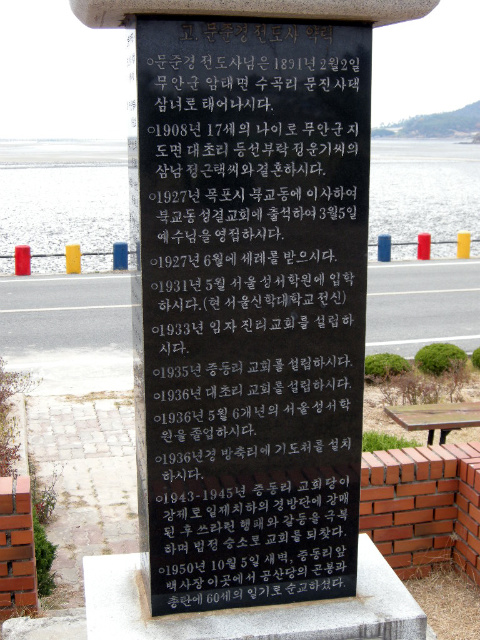 고. 문준경 전도사 약력
○문준경 전도사님은 1891년 2월 2일
무안군 암태면 수곡리 문진 사택
삼녀로 태어나시다.
○1908년 17세의 나이로 무안군 지
도면 대초리 등선부락 정운기씨의
삼남 정근택씨와 결혼하시다.
○1927년 목포시 북교동에 이사하여
북교동 성결교회에 출석하여 3월5일
예수님을 영접하시다.
○1927년 6월에 세례를 받으시다.
○1931년 5월 서울 성서학원에 입학
하시다.(현 서울신학대학교 전신)
○1933년 임자 진리 교회를 설립하
시다.
○1935년 중동리 교회를 설립하시다.
○1936년 대초리 교회를 설립하시다.
○1936년 5월 6개년의 서울 성서학
원을 졸업하시다.
○1936년경 방축리에 기도처를 설치
하시다.
○1943-1945년 중동리 교회당이
강제로 일제치하의 경방단에 강매
된 후 쓰라린 행패와 갈등을 극복
하며 법전 승소로 교회를 되찾다.
○1950년 10월 5일 새벽, 중동리 앞
백사장 이곳에서 공산당의 곤봉과
총탄에 60세의 일기로 순교하셨다.